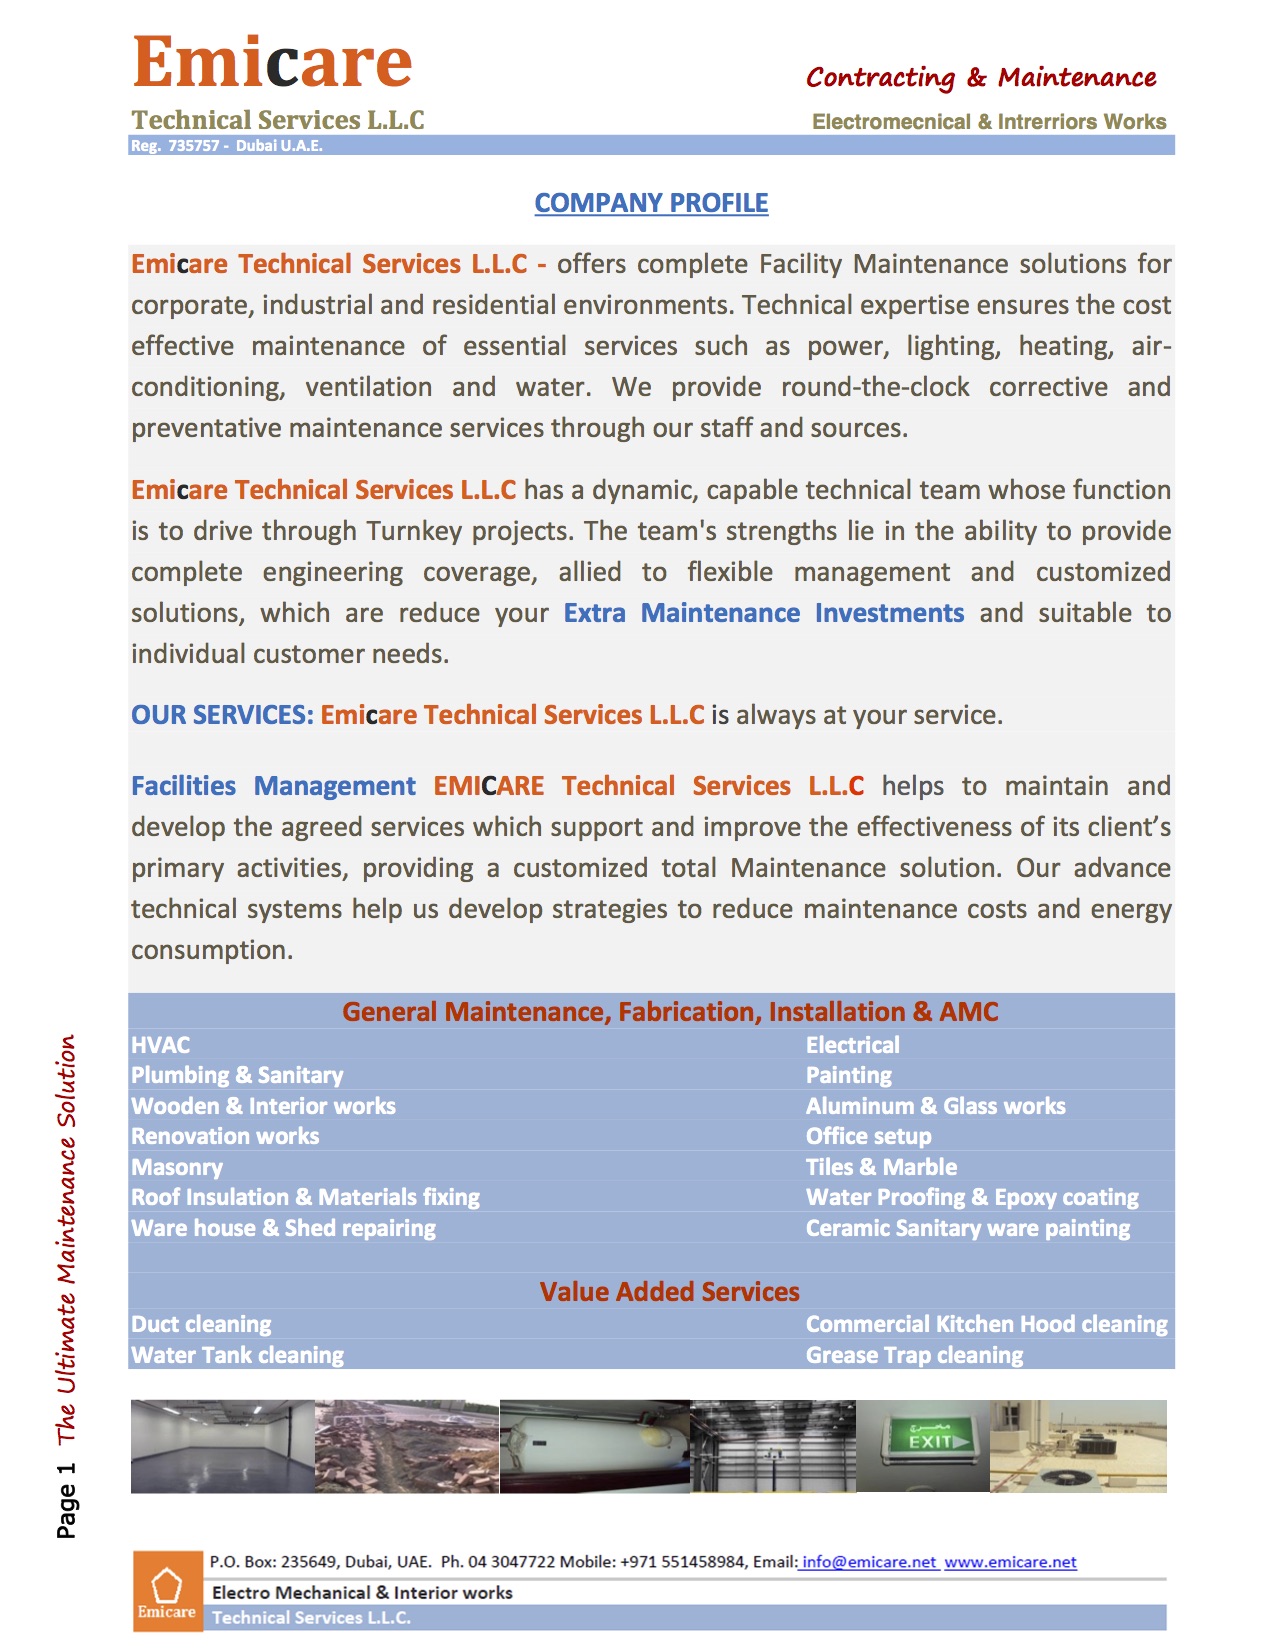 Emicare
Contracting & Maintenance
Technical Services L.L.C
Electromecnical & Intrerriors Works
Reg. 735757 - Dubai U.A.E.
COMPANY PROFILE
Emicare Technical Services L.L.C - offers complete Facility Maintenance solutions for
corporate, industrial and residential environments. Technical expertise ensures the cost
effective maintenance of essential services such as power, lighting, heating, air-
conditioning, ventilation and water. We provide round-the-clock corrective and
preventative maintenance services through our staff and sources.
Emicare Technical Services L.L.C has a dynamic, capable technical team whose function
is to drive through Turnkey projects. The team's strengths lie in the ability to provide
complete engineering coverage, allied to flexible management and customized
solutions, which are reduce your Extra Maintenance Investments and suitable to
individual customer needs.
OUR SERVICES: Emicare Technical Services L.L.C is always at your service.
Facilities Management EMICARE Technical Services L.L.C helps to maintain and
develop the agreed services which support and improve the effectiveness of its client’s
primary activities, providing a customized total Maintenance solution. Our advance
technical systems help us develop strategies to reduce maintenance costs and energy
consumption.
General Maintenance, Fabrication, Installation & AMC
HVAC
Electrical
Plumbing & Sanitary
Painting
Wooden & Interior works
Aluminum & Glass works
Renovation works
Office setup
Masonry
Tiles & Marble
Roof Insulation & Materials fixing
Water Proofing & Epoxy coating
Ware house & Shed repairing
Ceramic Sanitary ware painting
Value Added Services
Duct cleaning
Commercial Kitchen Hood cleaning
Water Tank cleaning
Grease Trap cleaning
مخرج
EXIT
Page 1 The Ultimate Maintenance Solution
P.O. Box: 235649, Dubai, UAE. Ph. 04 3047722 Mobile: +971 551458984, Email: info@emicare.net www.emicare.net
Electro Mechanical & Interior works
Emicare
Technical Services L.L.C.